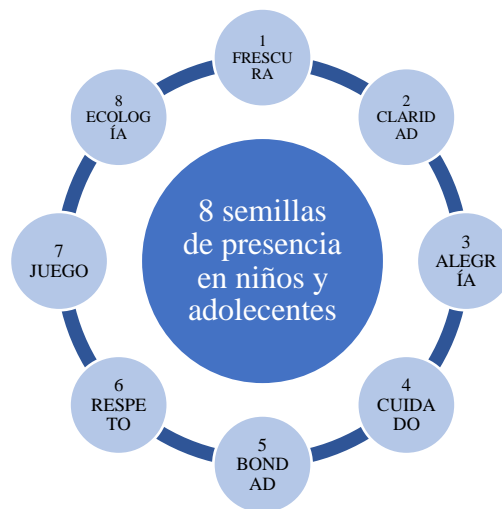 1
FRESCU
RA
2
CLARID
AD
3
ALEGR
ÍA
4
CUIDA
DO
5
BOND
AD
6
RESPE
TO
7
JUEGO
8
ECOLOG
ÍA
8 semillas
de presencia
en niños y
adolecentes